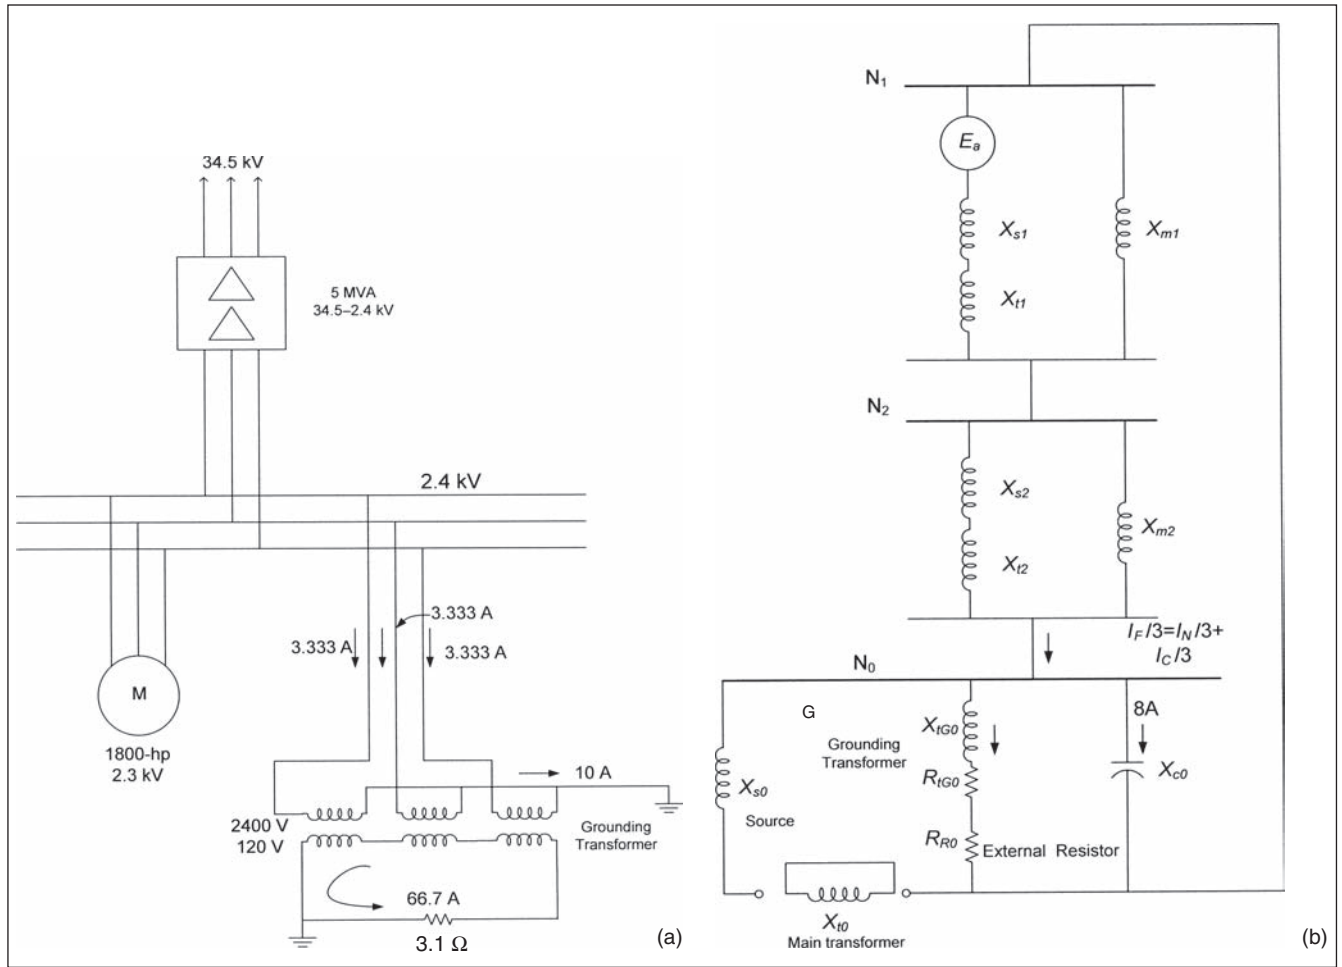 34.5 kV
5 MVA
34.5–2.4 kV
2.4 kV
3.333 A
3.333 A
3.333 A
M
1800-hp
2.3 kV
10 A
2400 V
120 V
Grounding
Transformer
66.7 A
3.1 Ω
(a)
N1
Ea
Xs1
Xm1
Xt1
N2
Xs2
Xm2
Xt2
IF/3=IN/3+
IC/3
N0
G
8A
XtG0
Grounding
Transformer
Xc0
RtG0
Xs0
Source
RR0
External Resistor
Xt0
Main transformer
(b)